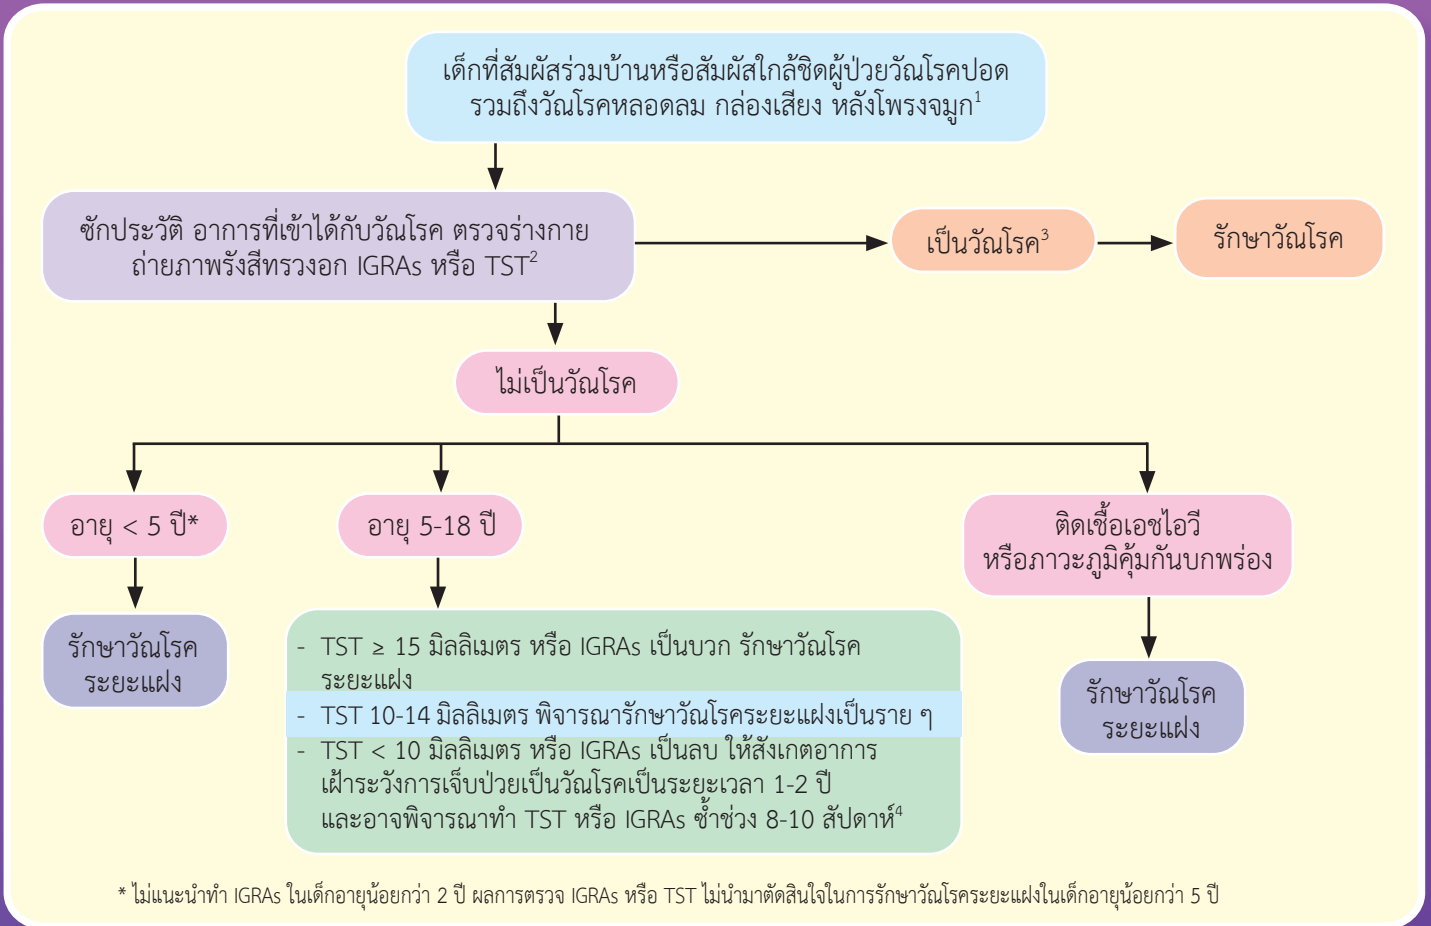 เด็กที่สัมผัสร่วมบ้านหรือสัมผัสใกล้ชิดผู้ป่วยวัณโรคปอด
รวมถึงวัณโรคหลอดลม กล่องเสียง หลังโพรงจมูก¹
ซักประวัติ อาการที่เข้าได้กับวัณโรค ตรวจร่างกาย
ถ่ายภาพรังสีทรวงอก IGRAs หรือ TST²
เป็นวัณโรค³
รักษาวัณโรค
ไม่เป็นวัณโรค
อายุ < 5 ปี*
อายุ 5-18 ปี
ติดเชื้อเอชไอวี
หรือภาวะภูมิคุ้มกันบกพร่อง
รักษาวัณโรค
ระยะแฝง
- TST ≥ 15 มิลลิเมตร หรือ IGRAs เป็นบวก รักษาวัณโรค
ระยะแฝง
- TST 10-14 มิลลิเมตร พิจารณารักษาวัณโรคระยะแฝงเป็นราย ๆ
- TST < 10 มิลลิเมตร หรือ IGRAs เป็นลบ ให้สังเกตอาการ
เฝ้าระวังการเจ็บป่วยเป็นวัณโรคเป็นระยะเวลา 1-2 ปี
และอาจพิจารณาทำ TST หรือ IGRAs ซ้ำช่วง 8-10 สัปดาห์⁴
รักษาวัณโรค
ระยะแฝง
* ไม่แนะนำทำ IGRAs ในเด็กอายุน้อยกว่า 2 ปี ผลการตรวจ IGRAs หรือ TST ไม่นำมาตัดสินใจในการรักษาวัณโรคระยะแฝงในเด็กอายุน้อยกว่า 5 ปี